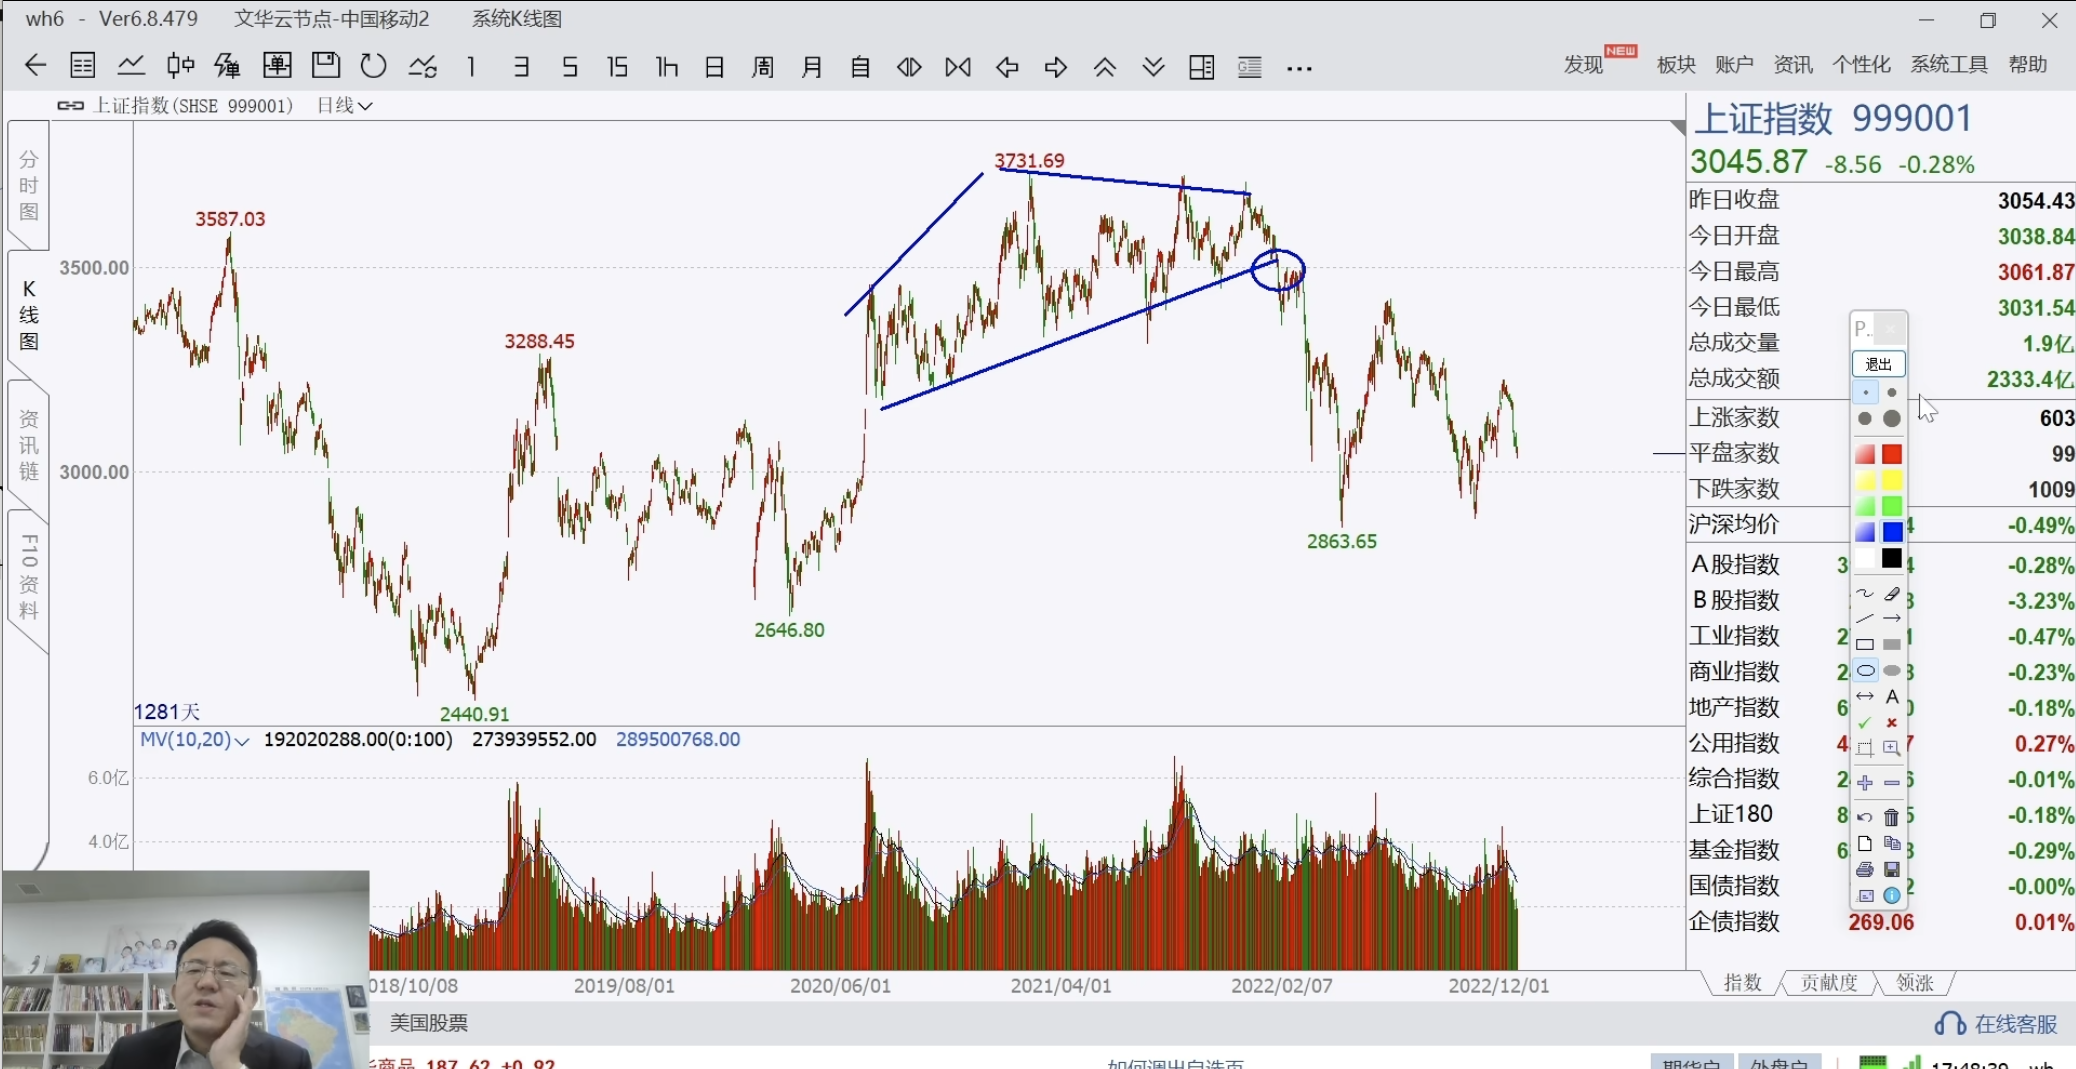 wh6 - Ver6.8.479 文华云节点-中国移动2 系统K线图
单 1 3 5 15 1h 日 周 月 自 发现 NEW 板块 账户 资讯 个性化 系统工具 帮助
上证指数(SHSE 999001) 日线
分时图
K线图
资讯链
F10资料
3731.69
3587.03
3500.00
3288.45
3000.00
2863.65
2646.80
1281天
2440.91
MV(10,20) 192020288.00(0:100) 273939552.00 289500768.00
6.0亿
4.0亿
018/10/08 2019/08/01 2020/06/01 2021/04/01 2022/02/07 2022/12/01
上证指数 999001
3045.87 -8.56 -0.28%
昨日收盘 3054.43
今日开盘 3038.84
今日最高 3061.87
今日最低 3031.54
总成交量 1.9亿
总成交额 2333.4亿
上涨家数 603
平盘家数 99
下跌家数 1009
沪深均价 4 -0.49%
A股指数 3 4 -0.28%
B股指数 3 -3.23%
工业指数 2 1 -0.47%
商业指数 2 3 -0.23%
地产指数 6 0 -0.18%
公用指数 4 7 0.27%
综合指数 2 6 -0.01%
上证180 8 5 -0.18%
基金指数 6 3 -0.29%
国债指数 2 -0.00%
企债指数 269.06 0.01%
P..
退出
A
指数 贡献度 领涨
美国股票
在线客服
商品 187.62 +0.92 如何调出自选页 期货户 外盘户 17:48:39 wh